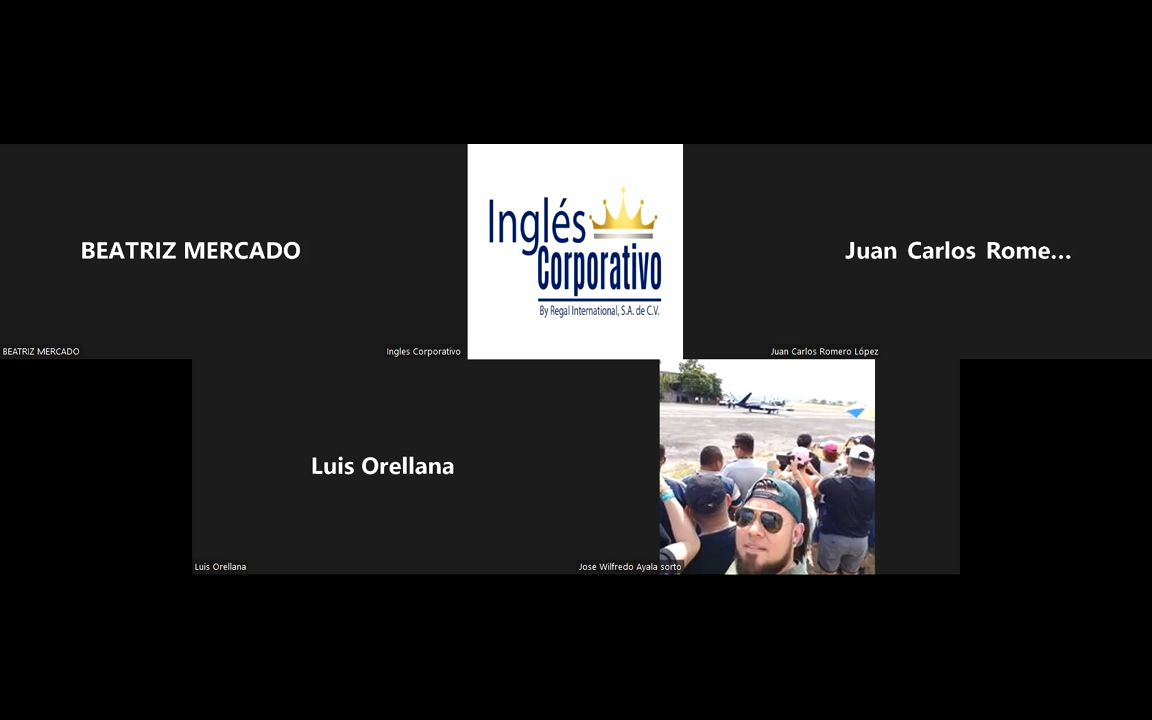 BEATRIZ MERCADO
Inglés
Corporativo
By Regal International, S.A. de C.V.
Juan Carlos Rome...
BEATRIZ MERCADO
Ingles Corporativo
Juan Carlos Romero López
Luis Orellana
Luis Orellana
Jose Wilfredo Ayala sorto